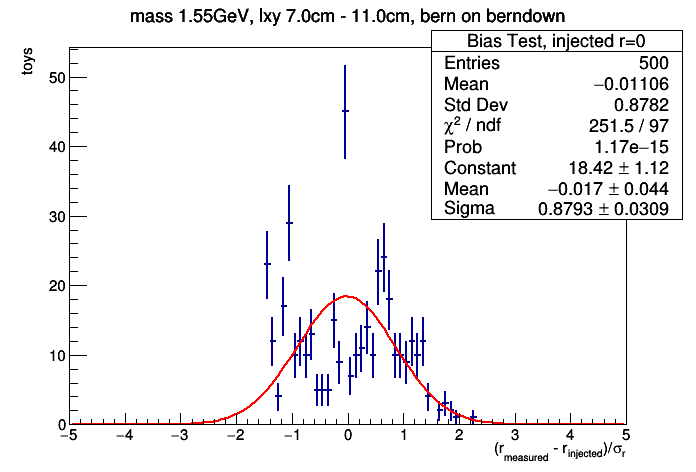 mass 1.55GeV, lxy 7.0cm - 11.0cm, bern on berndown
toys
Bias Test, injected r=0
Entries 500
Mean −0.01106
Std Dev 0.8782
χ² / ndf 251.5 / 97
Prob 1.17e−15
Constant 18.42 ± 1.12
Mean −0.017 ± 0.044
Sigma 0.8793 ± 0.0309
50
40
30
20
10
0
−5 −4 −3 −2 −1 0 1 2 3 4 5
(r_measured - r_injected)/σ_r